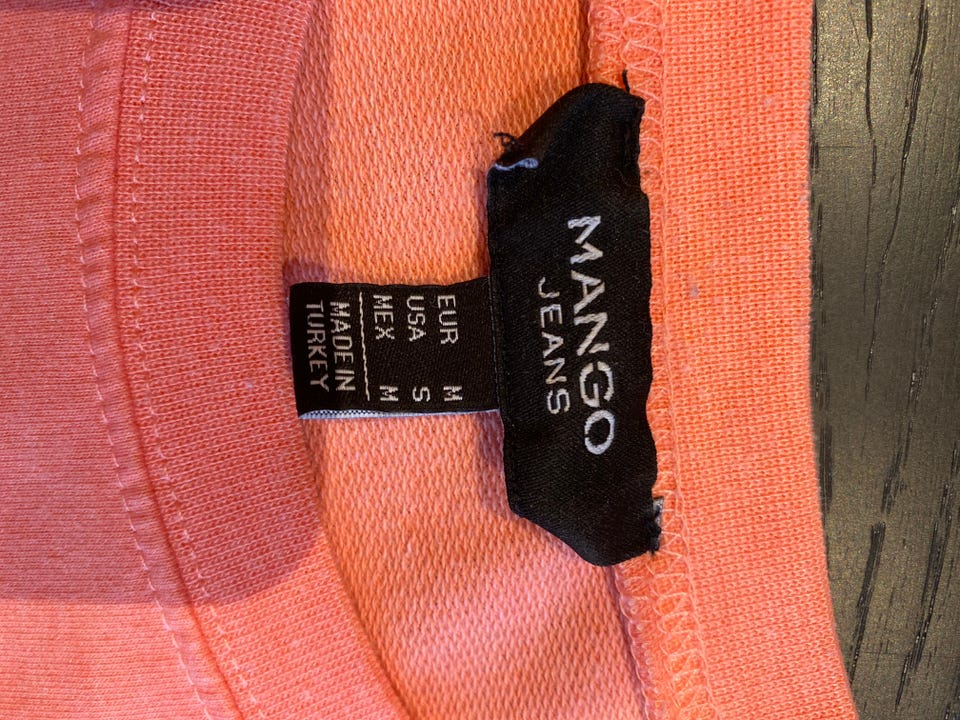 MANGO
JEANS
EUR M
USA S
MEX M
MADE IN
TURKEY